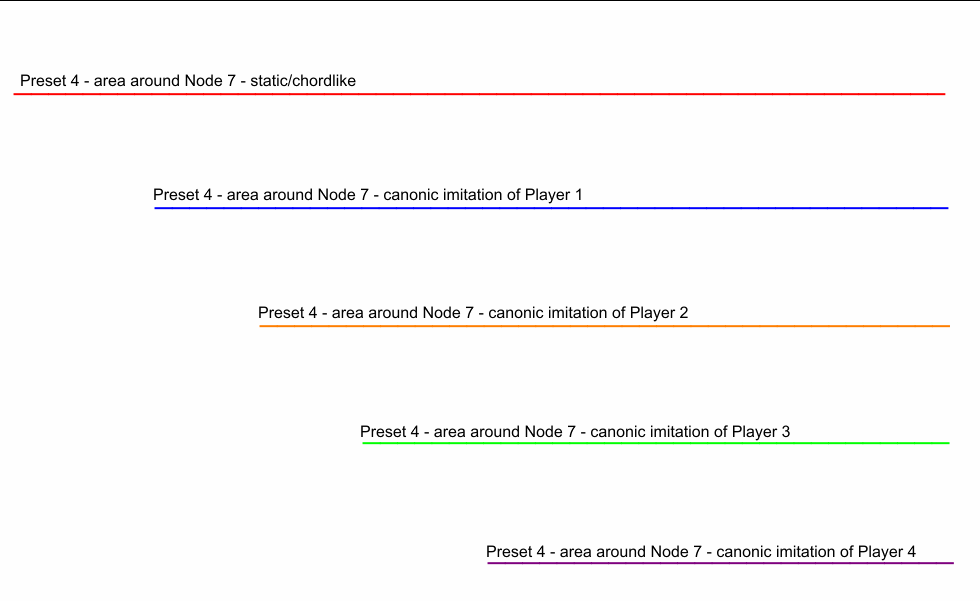 Preset 4 - area around Node 7 - static/chordlike
Preset 4 - area around Node 7 - canonic imitation of Player 1
Preset 4 - area around Node 7 - canonic imitation of Player 2
Preset 4 - area around Node 7 - canonic imitation of Player 3
Preset 4 - area around Node 7 - canonic imitation of Player 4